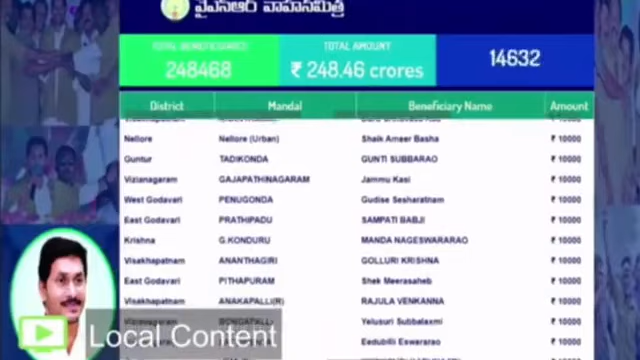 వైఎస్ఆర్ వాహనమిత్ర
TOTAL BENEFICIARIES
248468
TOTAL AMOUNT
₹ 248.46 crores
14632
District Mandal Beneficiary Name Amount
Nellore Nellore (Urban) Shaik Ameer Basha ₹ 10000
Guntur TADIKONDA GUNTI SUBBARAO ₹ 10000
Vizianagaram GAJAPATHINAGARAM Jammu Kasi ₹ 10000
West Godavari PENUGONDA Gudise Sesharatnam ₹ 10000
East Godavari PRATHIPADU SAMPATI BABJI ₹ 10000
Krishna G.KONDURU MANDA NAGESWARARAO ₹ 10000
Visakhapatnam ANANTHAGIRI GOLLURI KRISHNA ₹ 10000
East Godavari PITHAPURAM Shek Meerasaheb ₹ 10000
Visakhapatnam ANAKAPALLI(R) RAJULA VENKANNA ₹ 10000
Yelusuri Subbalaxmi ₹ 10000
Eedubilli Eswararao ₹ 10000
Local Content